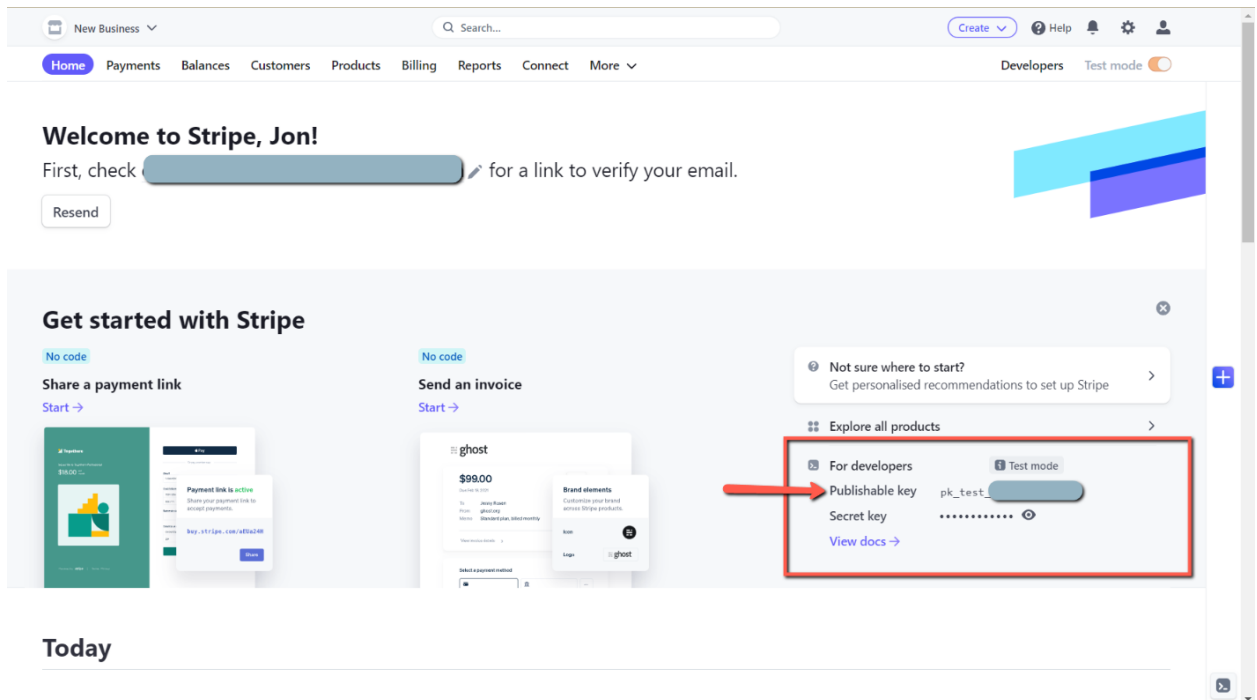 New Business
Search...
Create
Help
Home Payments Balances Customers Products Billing Reports Connect More
Developers Test mode
Welcome to Stripe, Jon!
First, check for a link to verify your email.
Resend
Get started with Stripe
No code
Share a payment link
Start →
$16.00
Pay
Payment link is active
Share your payment link to
accept payments.
Share
No code
Send an invoice
Start →
ghost
$99.00
Brand elements
Customize your brand
across Stripe products.
Icon
Logo ghost
Select a payment method
Not sure where to start?
Get personalised recommendations to set up Stripe
Explore all products
For developers Test mode
Publishable key pk_test_
Secret key ••••••••••••
View docs →
Today